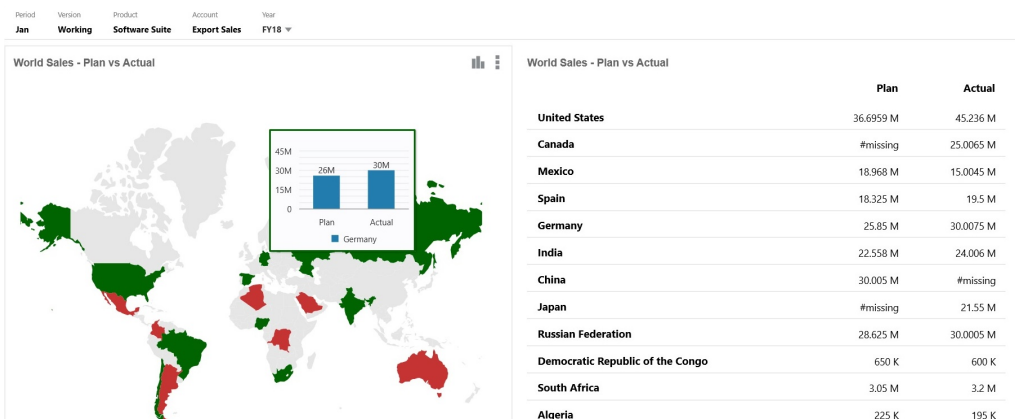 Period Version Product Account Year
Jan Working Software Suite Export Sales FY18
World Sales - Plan vs Actual
45M
30M
15M
0
26M
30M
Plan Actual
Germany
World Sales - Plan vs Actual
Plan Actual
United States 36.6959 M 45.236 M
Canada #missing 25.0065 M
Mexico 18.968 M 15.0045 M
Spain 18.325 M 19.5 M
Germany 25.85 M 30.0075 M
India 22.558 M 24.006 M
China 30.005 M #missing
Japan #missing 21.55 M
Russian Federation 28.625 M 30.0005 M
Democratic Republic of the Congo 650 K 600 K
South Africa 3.05 M 3.2 M
Algeria 225 K 195 K